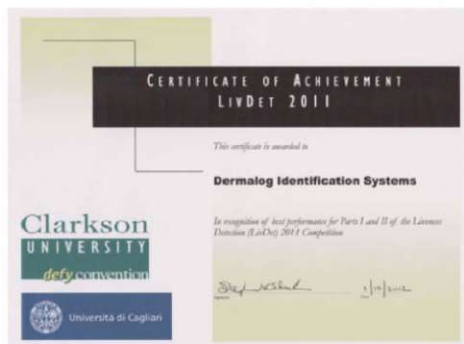 CERTIFICATE OF ACHIEVEMENT
LIVDET 2011
This certificate is awarded to
Dermalog Identification Systems
In recognition of best performance for Parts I and II of the Liveness
Detection (LivDet) 2011 Competition
Clarkson
UNIVERSITY
defy convention
Università di Cagliari